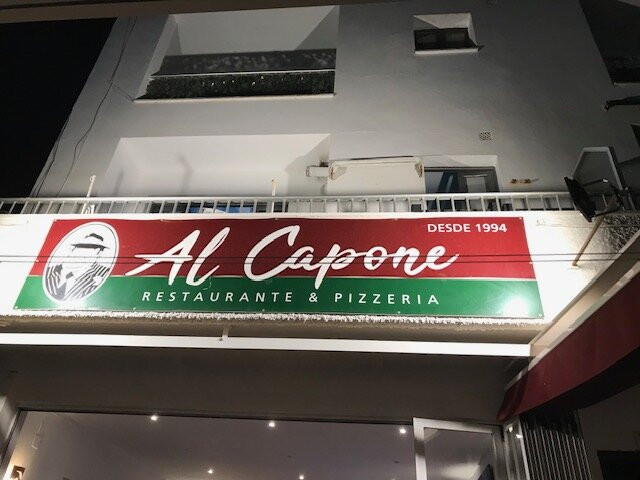 DESDE 1994
Al Capone
RESTAURANTE & PIZZERIA